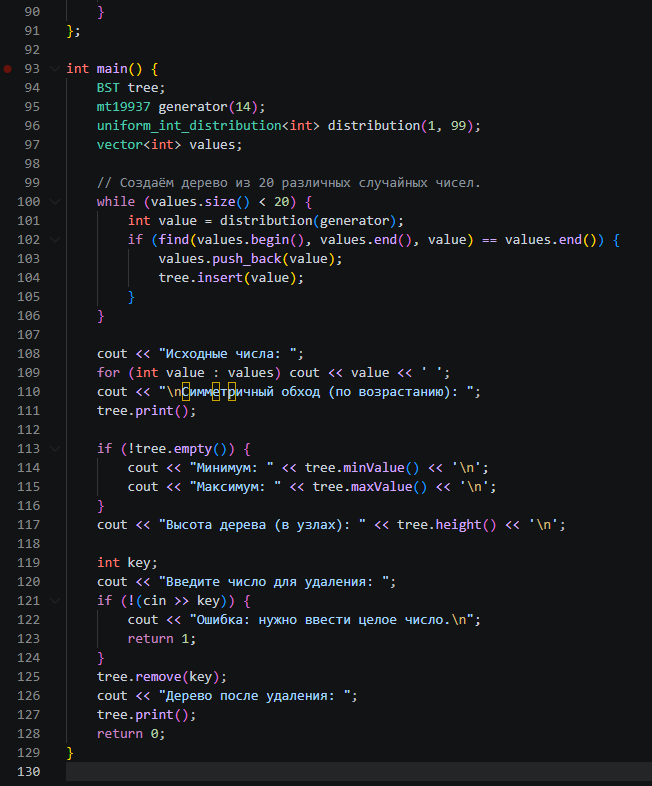 90         }
91 };
92
93 int main() {
94     BST tree;
95     mt19937 generator(14);
96     uniform_int_distribution<int> distribution(1, 99);
97     vector<int> values;
98
99     // Создаём дерево из 20 различных случайных чисел.
100     while (values.size() < 20) {
101         int value = distribution(generator);
102         if (find(values.begin(), values.end(), value) == values.end()) {
103             values.push_back(value);
104             tree.insert(value);
105         }
106     }
107
108     cout << "Исходные числа: ";
109     for (int value : values) cout << value << ' ';
110     cout << "\nСимметричный обход (по возрастанию): ";
111     tree.print();
112
113     if (!tree.empty()) {
114         cout << "Минимум: " << tree.minValue() << '\n';
115         cout << "Максимум: " << tree.maxValue() << '\n';
116     }
117     cout << "Высота дерева (в узлах): " << tree.height() << '\n';
118
119     int key;
120     cout << "Введите число для удаления: ";
121     if (!(cin >> key)) {
122         cout << "Ошибка: нужно ввести целое число.\n";
123         return 1;
124     }
125     tree.remove(key);
126     cout << "Дерево после удаления: ";
127     tree.print();
128     return 0;
129 }
130